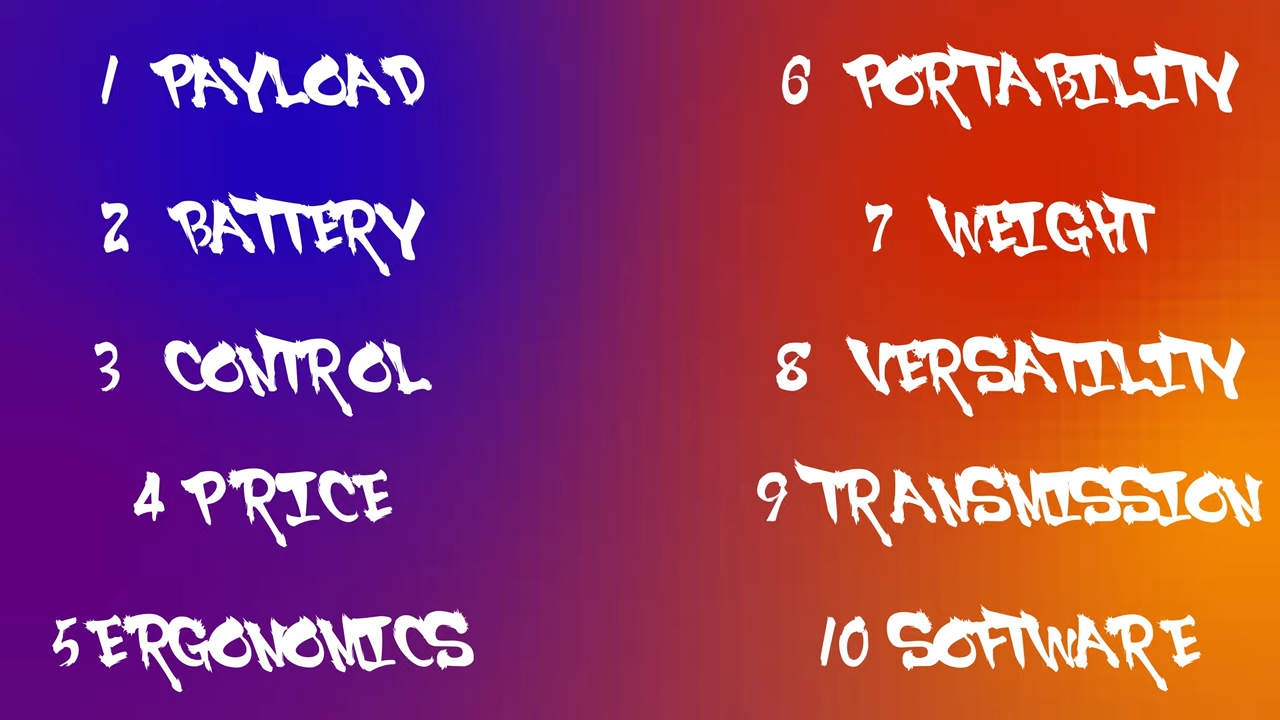 1 PAYLOAD
2 BATTERY
3 CONTROL
4 PRICE
5 ERGONOMICS
6 PORTABILITY
7 WEIGHT
8 VERSATILITY
9 TRANSMISSION
10 SOFTWARE